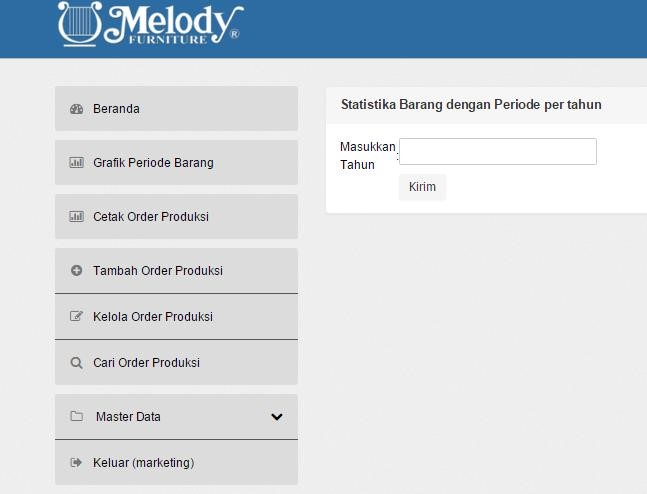 Melody
FURNITURE®
Beranda
Grafik Periode Barang
Cetak Order Produksi
Tambah Order Produksi
Kelola Order Produksi
Cari Order Produksi
Master Data
Keluar (marketing)
Statistika Barang dengan Periode per tahun
Masukkan
Tahun :
Kirim